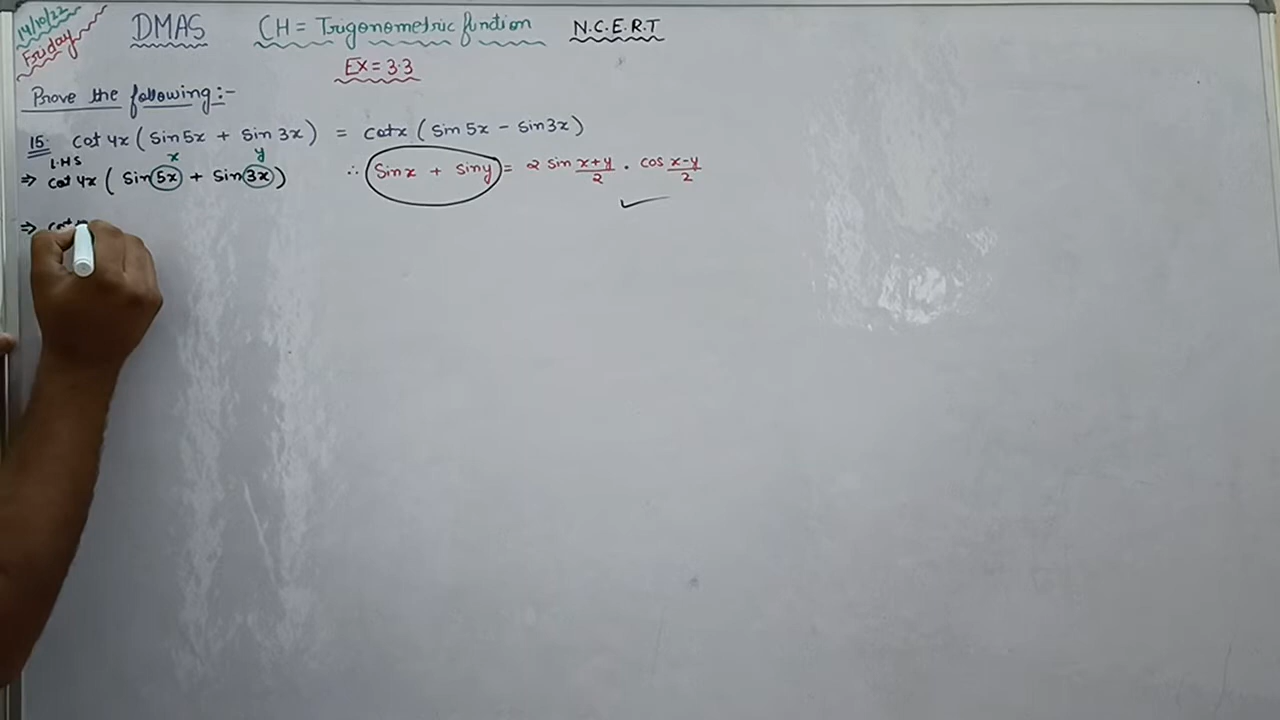 14/10/22 DMAS CH = Trigonometric function N.C.E.R.T
Friday
EX = 3.3
Prove the following:-
15. cot 4x ( Sin 5x + Sin 3x ) = cot x ( Sin 5x - sin 3x )
L.H.S x y
⇒ cot 4x ( Sin 5x + Sin 3x ) ∴ Sin x + Sin y = 2 sin x+y/2 . cos x-y/2
⇒ cot